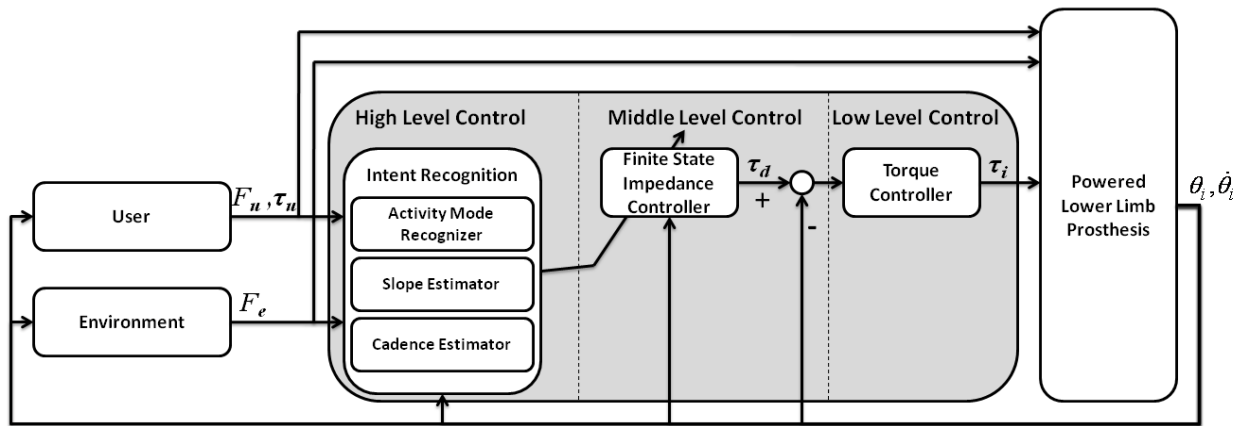 High Level Control
Middle Level Control
Low Level Control
Intent Recognition
Activity Mode
Recognizer
Slope Estimator
Cadence Estimator
Finite State
Impedance
Controller
τd
+
-
Torque
Controller
τi
Powered
Lower Limb
Prosthesis
θi, θ̇i
User
Fu, τu
Environment
Fe